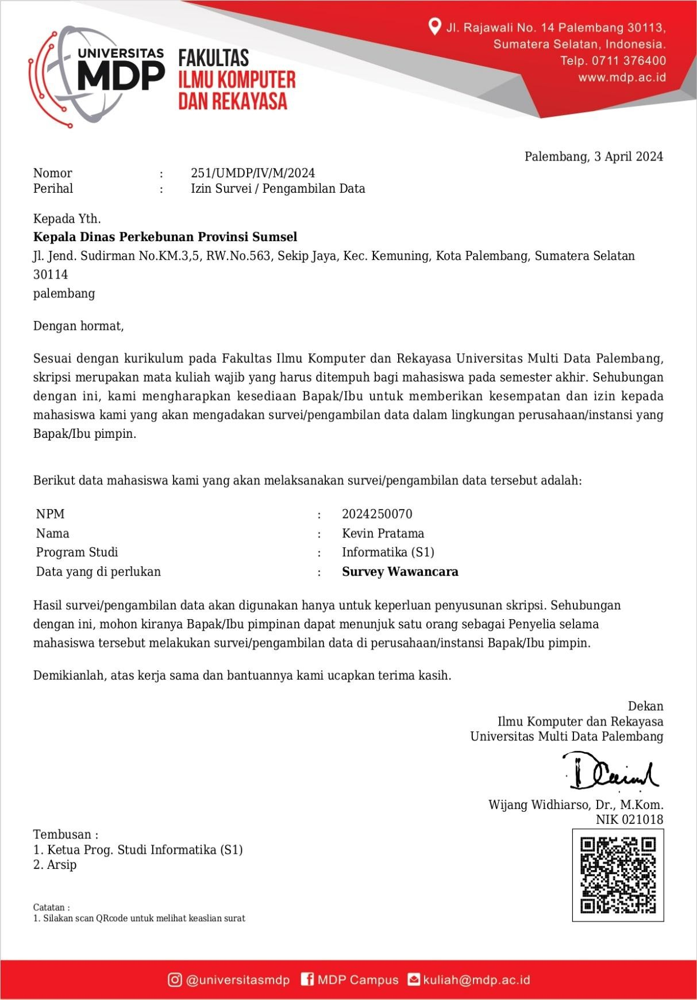 UNIVERSITAS
MDP
FAKULTAS
ILMU KOMPUTER
DAN REKAYASA
Jl. Rajawali No. 14 Palembang 30113,
Sumatera Selatan, Indonesia.
Telp. 0711 376400
www.mdp.ac.id
Palembang, 3 April 2024
Nomor : 251/UMDP/IV/M/2024
Perihal : Izin Survei / Pengambilan Data
Kepada Yth.
Kepala Dinas Perkebunan Provinsi Sumsel
Jl. Jend. Sudirman No.KM.3,5, RW.No.563, Sekip Jaya, Kec. Kemuning, Kota Palembang, Sumatera Selatan
30114
palembang
Dengan hormat,
Sesuai dengan kurikulum pada Fakultas Ilmu Komputer dan Rekayasa Universitas Multi Data Palembang,
skripsi merupakan mata kuliah wajib yang harus ditempuh bagi mahasiswa pada semester akhir. Sehubungan
dengan ini, kami mengharapkan kesediaan Bapak/Ibu untuk memberikan kesempatan dan izin kepada
mahasiswa kami yang akan mengadakan survei/pengambilan data dalam lingkungan perusahaan/instansi yang
Bapak/Ibu pimpin.
Berikut data mahasiswa kami yang akan melaksanakan survei/pengambilan data tersebut adalah:
NPM : 2024250070
Nama : Kevin Pratama
Program Studi : Informatika (S1)
Data yang di perlukan : Survey Wawancara
Hasil survei/pengambilan data akan digunakan hanya untuk keperluan penyusunan skripsi. Sehubungan
dengan ini, mohon kiranya Bapak/Ibu pimpinan dapat menunjuk satu orang sebagai Penyelia selama
mahasiswa tersebut melakukan survei/pengambilan data di perusahaan/instansi Bapak/Ibu pimpin.
Demikianlah, atas kerja sama dan bantuannya kami ucapkan terima kasih.
Dekan
Ilmu Komputer dan Rekayasa
Universitas Multi Data Palembang
Wijang Widhiarso, Dr., M.Kom.
NIK 021018
Tembusan :
1. Ketua Prog. Studi Informatika (S1)
2. Arsip
Catatan :
1. Silakan scan QRcode untuk melihat keaslian surat
@universitasmdp MDP Campus kuliah@mdp.ac.id